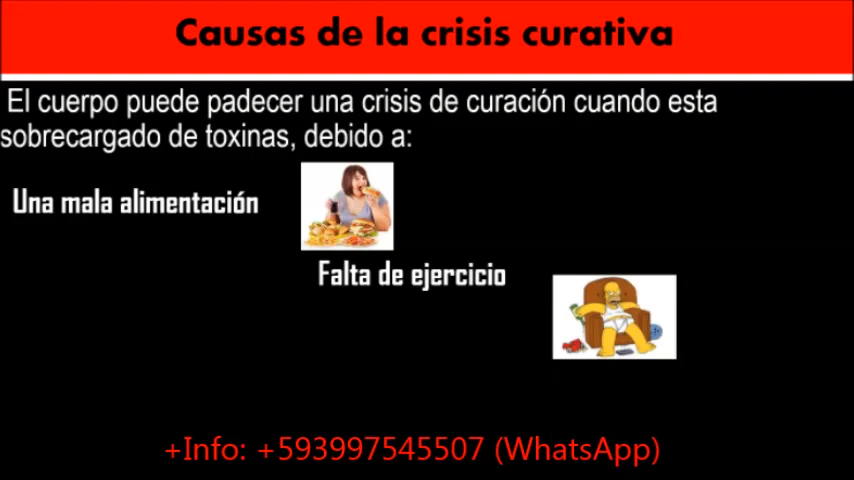 Causas de la crisis curativa
El cuerpo puede padecer una crisis de curación cuando esta
sobrecargado de toxinas, debido a:
Una mala alimentación
Falta de ejercicio
+Info: +593997545507 (WhatsApp)